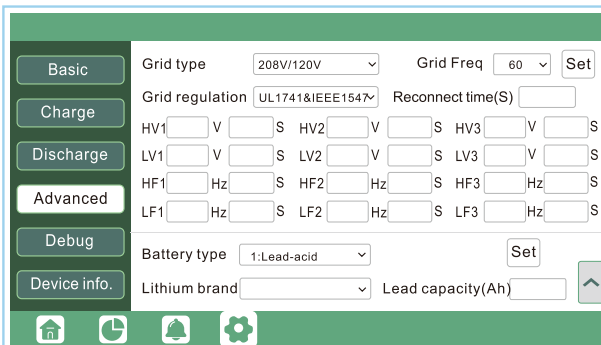 Basic
Charge
Discharge
Advanced
Debug
Device info.
Grid type 208V/120V Grid Freq 60 Set
Grid regulation UL1741&IEEE1547 Reconnect time(S)
HV1 V S HV2 V S HV3 V S
LV1 V S LV2 V S LV3 V S
HF1 Hz S HF2 Hz S HF3 Hz S
LF1 Hz S LF2 Hz S LF3 Hz S
Battery type 1:Lead-acid Set
Lithium brand Lead capacity(Ah)